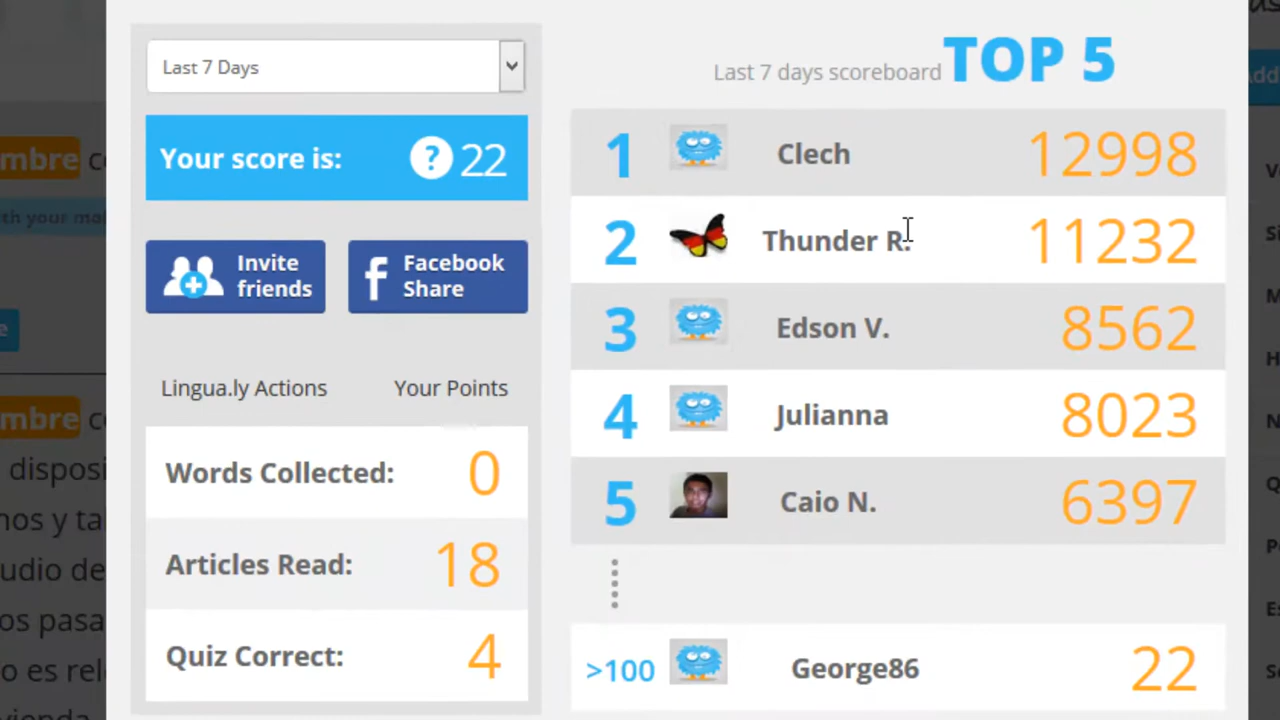 Last 7 Days
Your score is: ? 22
Invite
friends
Facebook
Share
Lingua.ly Actions Your Points
Words Collected: 0
Articles Read: 18
Quiz Correct: 4
Last 7 days scoreboard TOP 5
1 Clech 12998
2 Thunder R. 11232
3 Edson V. 8562
4 Julianna 8023
5 Caio N. 6397
>100 George86 22